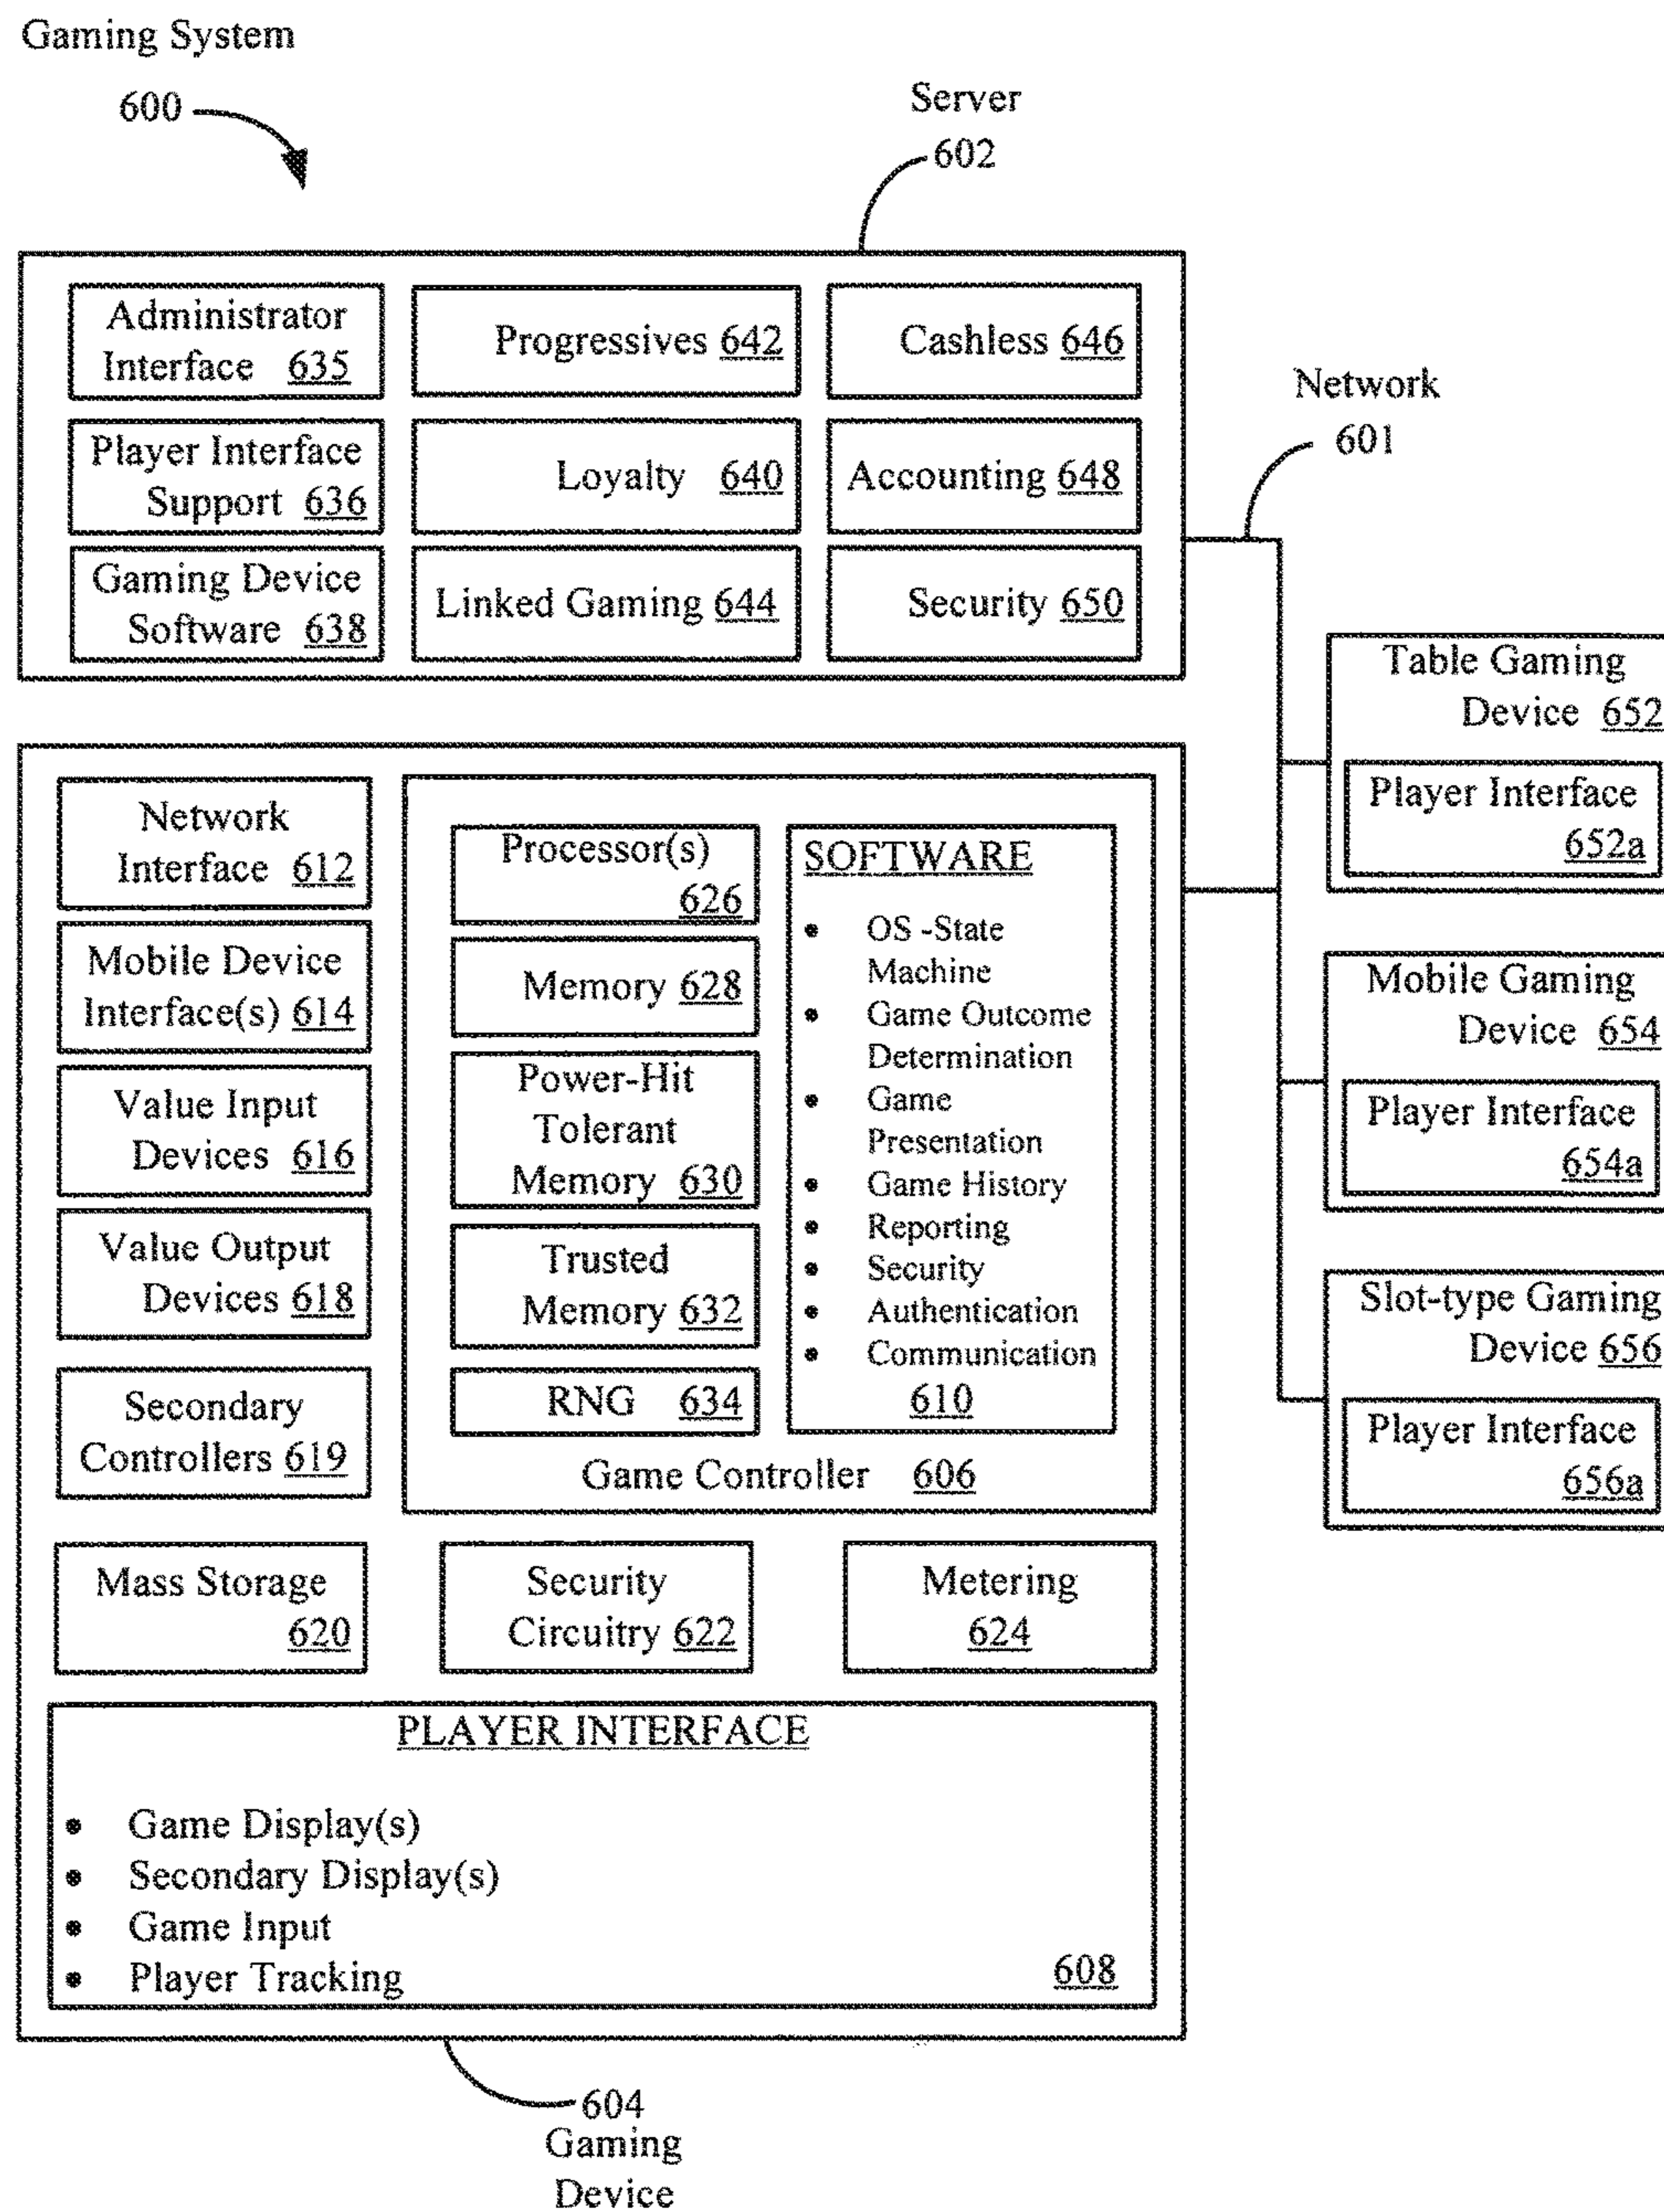 Gaming System
600
Server
602
Administrator
Interface 635
Progressives 642
Cashless 646
Network
601
Player Interface
Support 636
Loyalty 640
Accounting 648
Gaming Device
Software 638
Linked Gaming 644
Security 650
Table Gaming
Device 652
Player Interface
652a
Mobile Gaming
Device 654
Player Interface
654a
Slot-type Gaming
Device 656
Player Interface
656a
Network
Interface 612
Mobile Device
Interface(s) 614
Value Input
Devices 616
Value Output
Devices 618
Secondary
Controllers 619
Processor(s)
626
Memory 628
Power-Hit
Tolerant
Memory 630
Trusted
Memory 632
RNG 634
SOFTWARE
• OS -State
Machine
• Game Outcome
Determination
• Game
Presentation
• Game History
• Reporting
• Security
• Authentication
• Communication
610
Game Controller 606
Mass Storage
620
Security
Circuitry 622
Metering
624
PLAYER INTERFACE
• Game Display(s)
• Secondary Display(s)
• Game Input
• Player Tracking
608
604
Gaming
Device